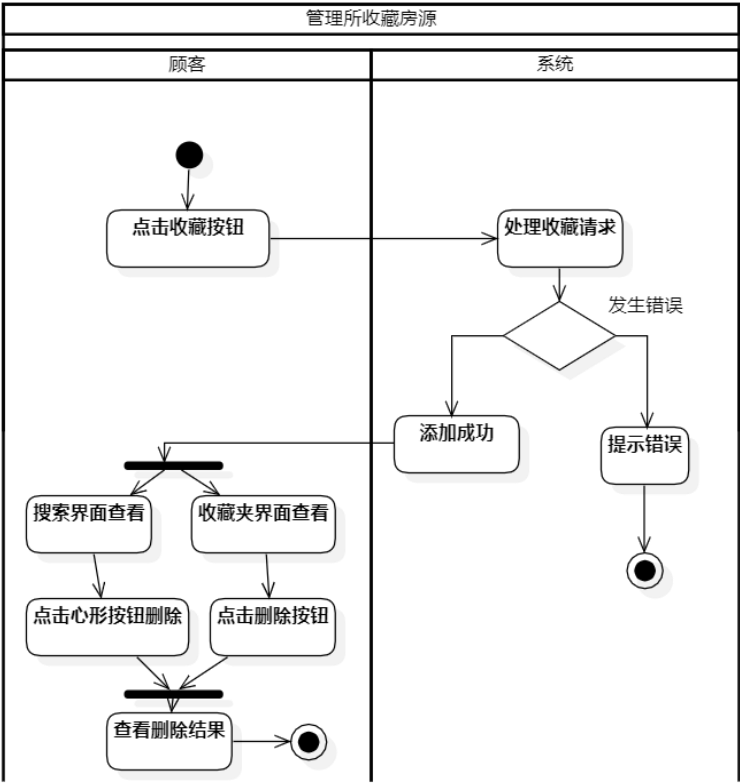 管理所收藏房源
顾客
系统
点击收藏按钮
处理收藏请求
发生错误
添加成功
提示错误
搜索界面查看
收藏夹界面查看
点击心形按钮删除
点击删除按钮
查看删除结果